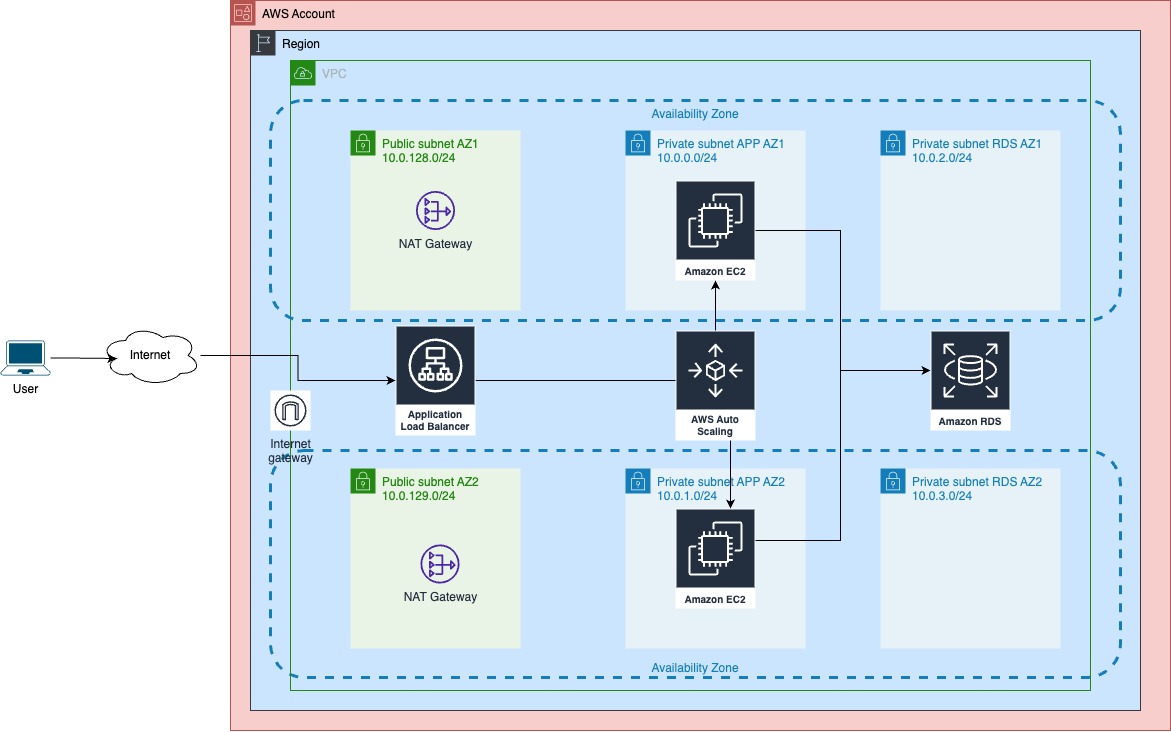 AWS Account
Region
VPC
Availability Zone
Public subnet AZ1
10.0.128.0/24
NAT Gateway
Private subnet APP AZ1
10.0.0.0/24
Amazon EC2
Private subnet RDS AZ1
10.0.2.0/24
User
Internet
Internet
gateway
Application
Load Balancer
AWS Auto
Scaling
Amazon RDS
Public subnet AZ2
10.0.129.0/24
NAT Gateway
Private subnet APP AZ2
10.0.1.0/24
Amazon EC2
Private subnet RDS AZ2
10.0.3.0/24
Availability Zone